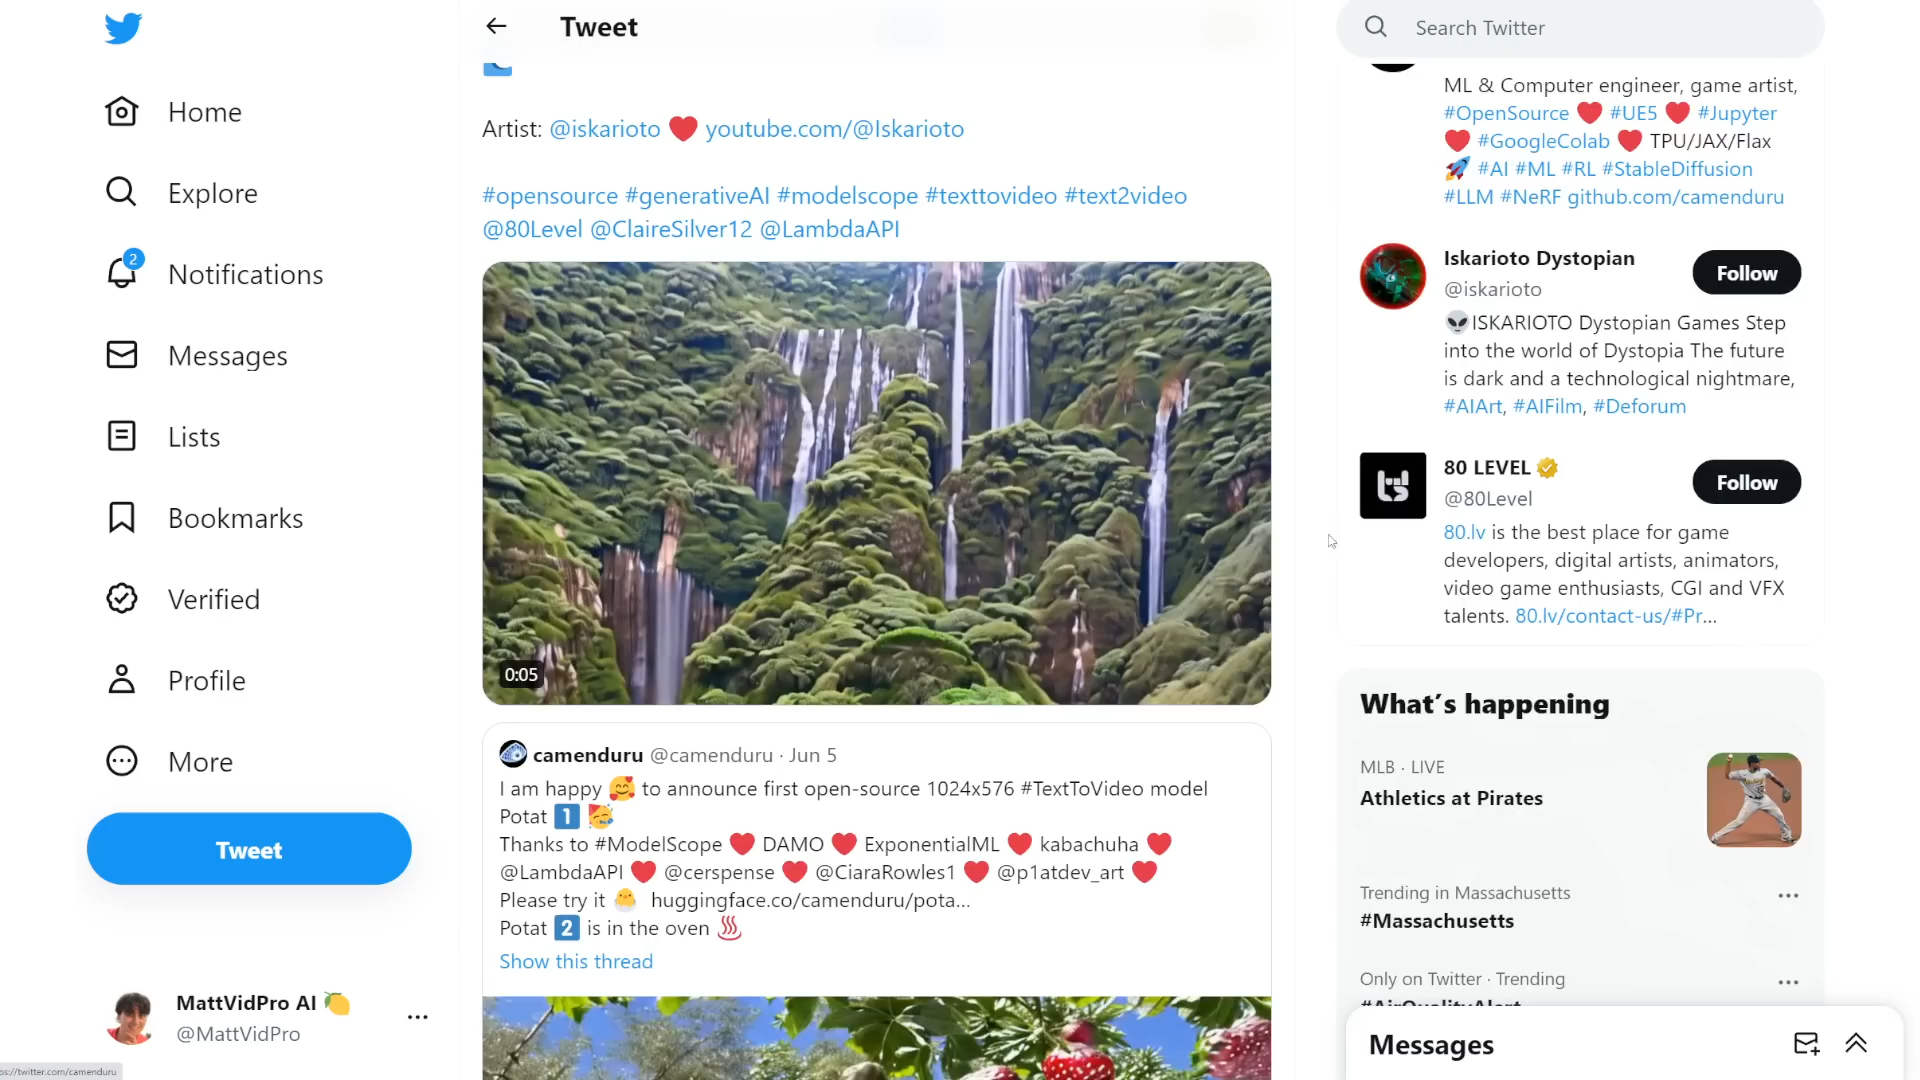 Home
Explore
2
Notifications
Messages
Lists
Bookmarks
Verified
Profile
More
Tweet
MattVidPro AI 🍋
@MattVidPro
Tweet
Artist: @iskarioto ❤️ youtube.com/@Iskarioto
#opensource #generativeAI #modelscope #texttovideo #text2video
@80Level @ClaireSilver12 @LambdaAPI
0:05
camenduru @camenduru · Jun 5
I am happy 🥰 to announce first open-source 1024x576 #TextToVideo model
Potat 1️⃣ 🥳
Thanks to #ModelScope ❤️ DAMO ❤️ ExponentialML ❤️ kabachuha ❤️
@LambdaAPI ❤️ @cerspense ❤️ @CiaraRowles1 ❤️ @p1atdev_art ❤️
Please try it 🐣 huggingface.co/camenduru/pota...
Potat 2️⃣ is in the oven ♨️
Show this thread
Search Twitter
ML & Computer engineer, game artist,
#OpenSource ❤️ #UE5 ❤️ #Jupyter
❤️ #GoogleColab ❤️ TPU/JAX/Flax
🚀 #AI #ML #RL #StableDiffusion
#LLM #NeRF github.com/camenduru
Iskarioto Dystopian
@iskarioto
Follow
👽ISKARIOTO Dystopian Games Step
into the world of Dystopia The future
is dark and a technological nightmare,
#AIArt, #AIFilm, #Deforum
80 LEVEL
@80Level
Follow
80.lv is the best place for game
developers, digital artists, animators,
video game enthusiasts, CGI and VFX
talents. 80.lv/contact-us/#Pr...
What's happening
MLB · LIVE
Athletics at Pirates
Trending in Massachusetts
#Massachusetts
Only on Twitter · Trending
#AirQualityAlert
Messages
ps://twitter.com/camenduru